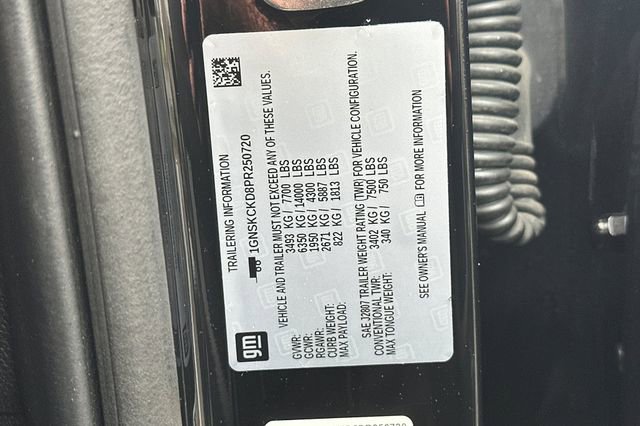 gm
TRAILERING INFORMATION
1GNSKCKD8PR250720
VEHICLE AND TRAILER MUST NOT EXCEED ANY OF THESE VALUES.
GVWR: 3493 KG / 7700 LBS
GCWR: 6350 KG / 14000 LBS
RGAWR: 1950 KG / 4300 LBS
CURB WEIGHT: 2671 KG / 5887 LBS
MAX PAYLOAD: 822 KG / 1813 LBS
SAE J2807 TRAILER WEIGHT RATING (TWR) FOR VEHICLE CONFIGURATION.
CONVENTIONAL TWR: 3402 KG / 7500 LBS
MAX TONGUE WEIGHT: 340 KG / 750 LBS
SEE OWNER'S MANUAL FOR MORE INFORMATION